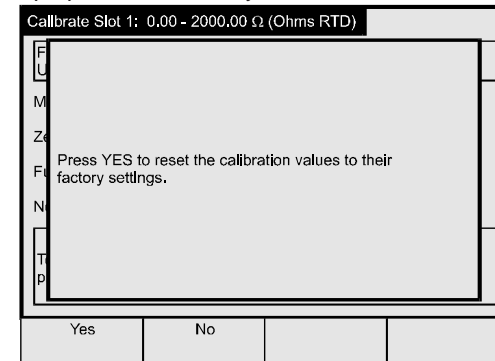 Calibrate Slot 1: 0.00 - 2000.00 Ω (Ohms RTD)
Press YES to reset the calibration values to their
factory settings.
Yes No